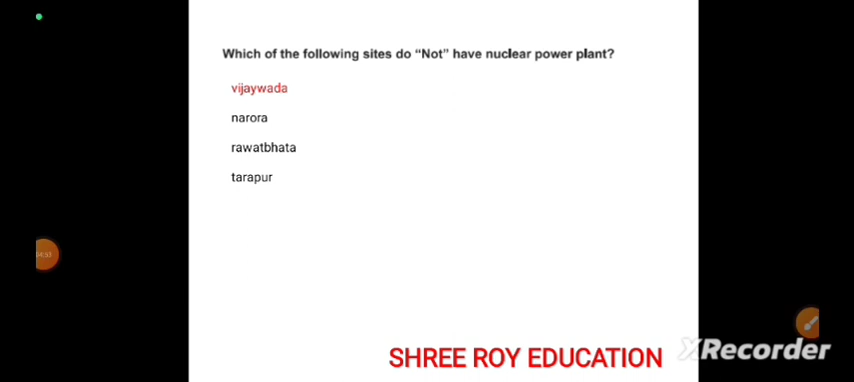 Which of the following sites do “Not” have nuclear power plant?
vijaywada
narora
rawatbhata
tarapur
SHREE ROY EDUCATION
XRecorder